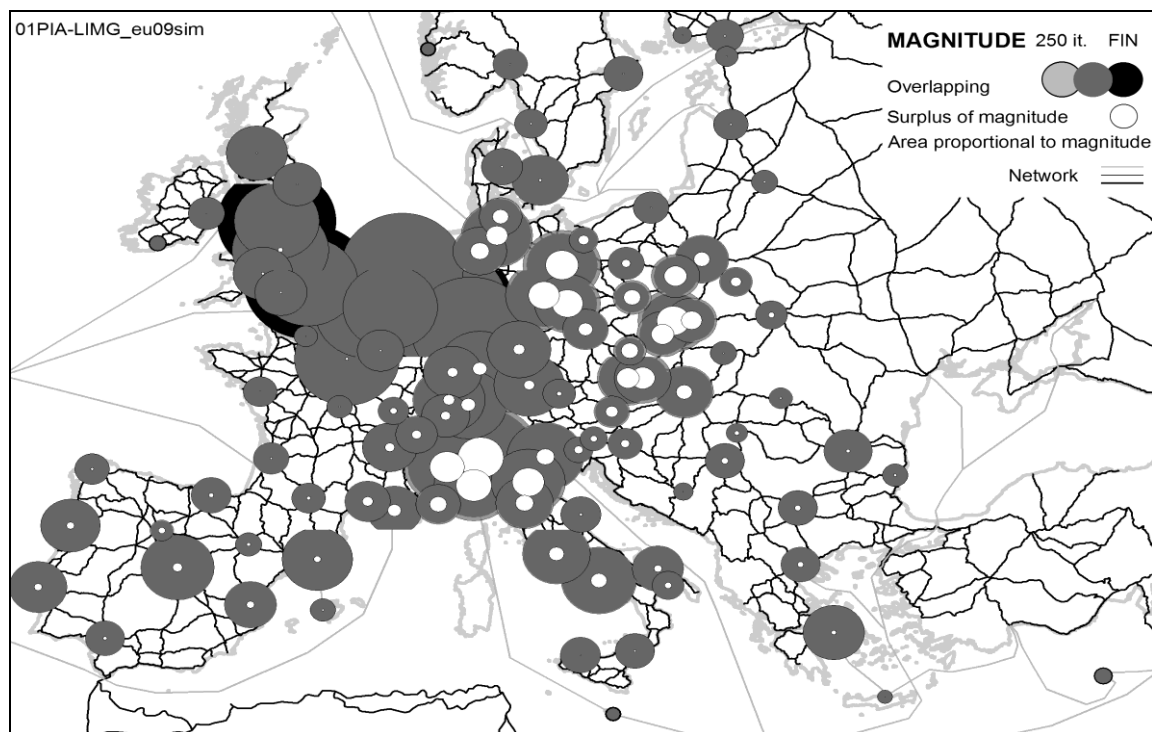 01PIA-LIMG_eu09sim
MAGNITUDE 250 it. FIN
Overlapping
Surplus of magnitude
Area proportional to magnitude
Network